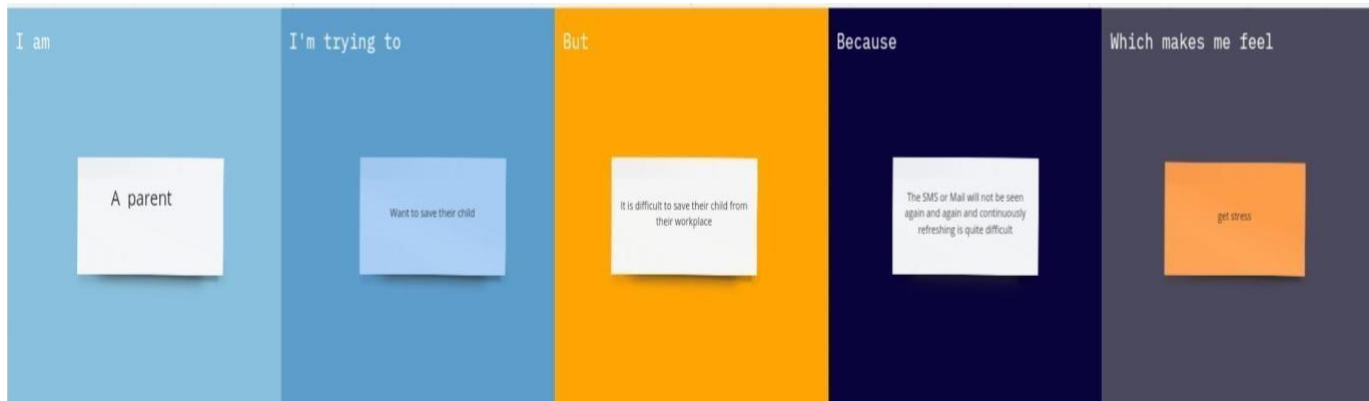 I am
A parent
I'm trying to
Want to save their child
But
It is difficult to save their child from
their workplace
Because
The SMS or Mail will not be seen
again and again and continuously
refreshing is quite difficult
Which makes me feel
get stress